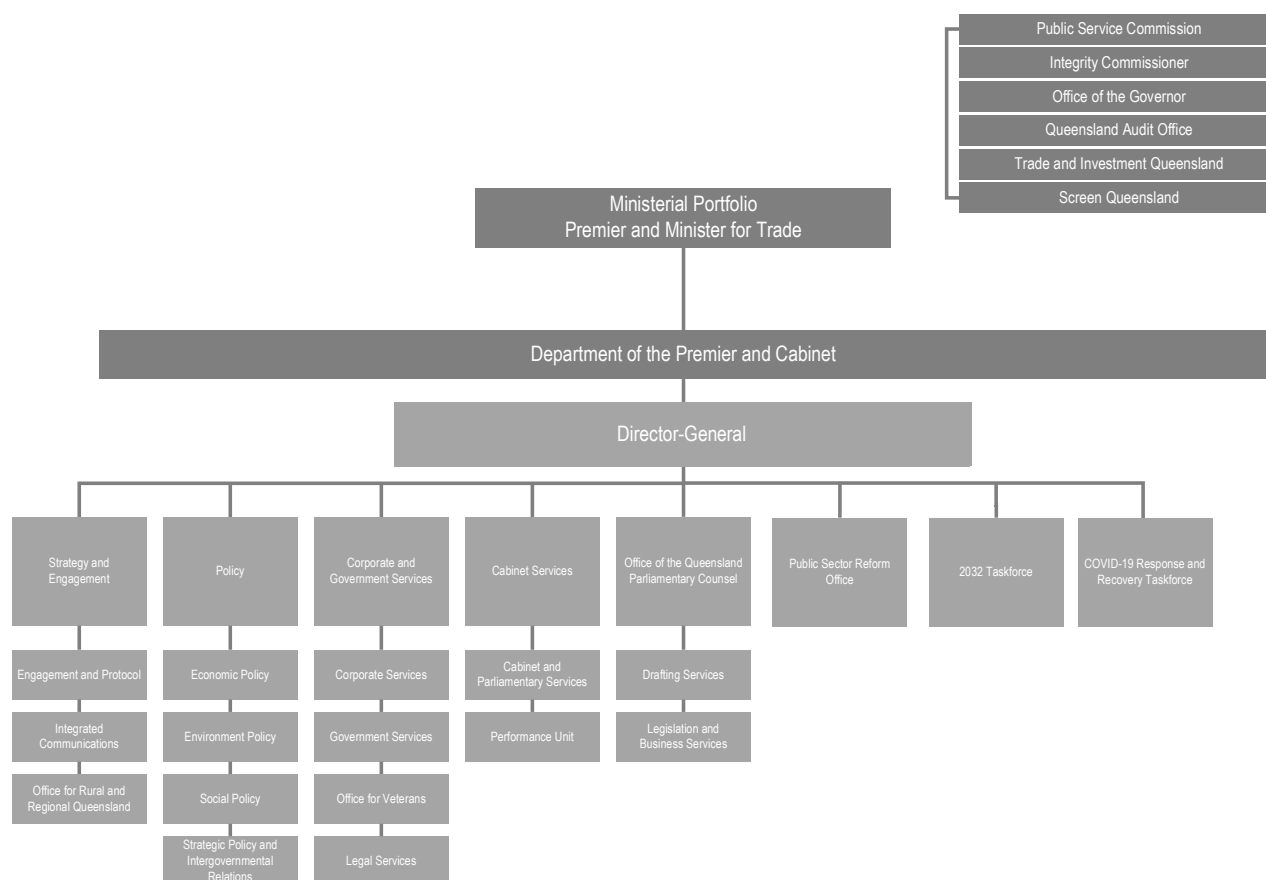 Public Service Commission
Integrity Commissioner
Office of the Governor
Queensland Audit Office
Trade and Investment Queensland
Screen Queensland
Ministerial Portfolio
Premier and Minister for Trade
Department of the Premier and Cabinet
Director-General
Strategy and
Engagement
Policy
Corporate and
Government Services
Cabinet Services
Office of the Queensland
Parliamentary Counsel
Public Sector Reform
Office
2032 Taskforce
COVID-19 Response and
Recovery Taskforce
Engagement and Protocol
Economic Policy
Corporate Services
Cabinet and
Parliamentary Services
Drafting Services
Integrated
Communications
Environment Policy
Government Services
Performance Unit
Legislation and
Business Services
Office for Rural and
Regional Queensland
Social Policy
Office for Veterans
Strategic Policy and
Intergovernmental
Relations
Legal Services